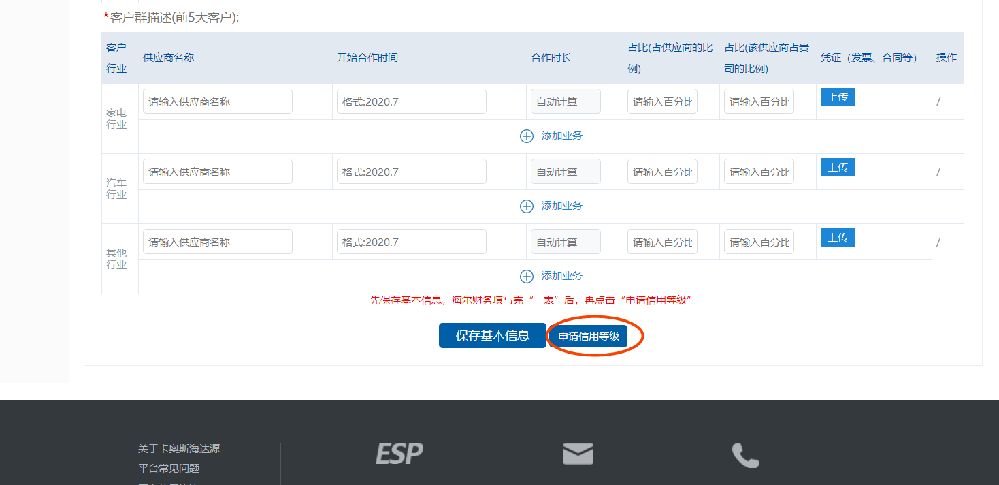 *客户群描述(前5大客户):
客户行业 供应商名称 开始合作时间 合作时长 占比(占供应商的比例) 占比(该供应商占贵司的比例) 凭证（发票、合同等） 操作
家电行业 请输入供应商名称 格式:2020.7 自动计算 请输入百分比 请输入百分比 上传 /
添加业务
汽车行业 请输入供应商名称 格式:2020.7 自动计算 请输入百分比 请输入百分比 上传 /
添加业务
其他行业 请输入供应商名称 格式:2020.7 自动计算 请输入百分比 请输入百分比 上传 /
添加业务
先保存基本信息，海尔财务填写完“三表”后，再点击“申请信用等级”
保存基本信息 申请信用等级
关于卡奥斯海达源
平台常见问题
ESP